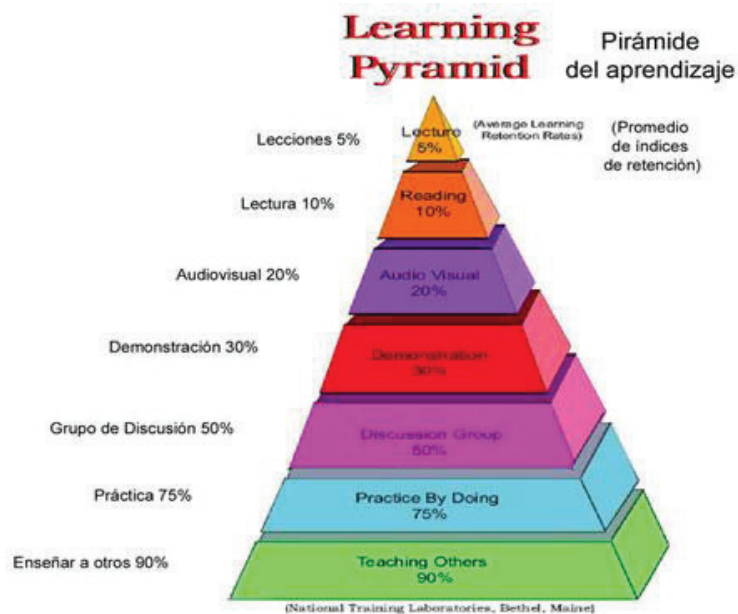 Learning
Pyramid
Pirámide
del aprendizaje
(Average Learning
Retention Rates)
(Promedio
de índices
de retención)
Lecciones 5%
Lecture
5%
Lectura 10%
Reading
10%
Audiovisual 20%
Audio Visual
20%
Demonstración 30%
Demonstration
30%
Grupo de Discusión 50%
Discussion Group
50%
Práctica 75%
Practice By Doing
75%
Enseñar a otros 90%
Teaching Others
90%
(National Training Laboratories, Bethel, Maine)